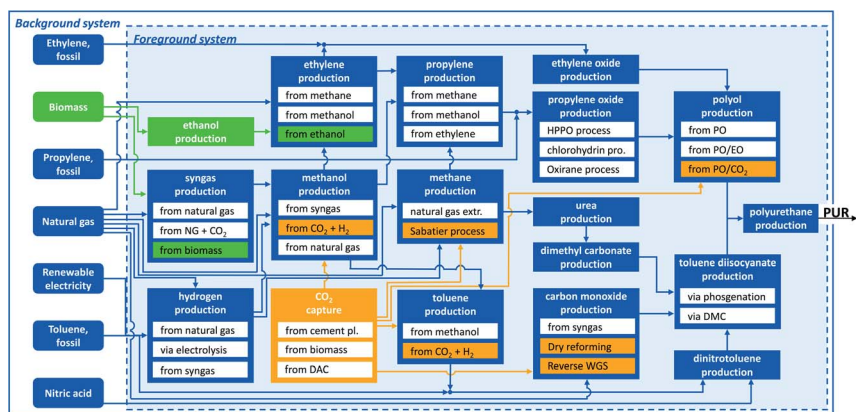 Background system
Foreground system
Ethylene,
fossil
Biomass
Propylene,
fossil
Natural gas
Renewable
electricity
Toluene,
fossil
Nitric acid
ethanol
production
syngas
production
from natural gas
from NG + CO₂
from biomass
hydrogen
production
from natural gas
via electrolysis
from syngas
ethylene
production
from methane
from methanol
from ethanol
methanol
production
from syngas
from CO₂ + H₂
from natural gas
CO₂
capture
from cement pl.
from biomass
from DAC
propylene
production
from methane
from methanol
from ethylene
methane
production
natural gas extr.
Sabatier process
toluene
production
from methanol
from CO₂ + H₂
ethylene oxide
production
propylene oxide
production
HPPO process
chlorohydrin pro.
Oxirane process
urea
production
dimethyl carbonate
production
carbon monoxide
production
from syngas
Dry reforming
Reverse WGS
polyol
production
from PO
from PO/EO
from PO/CO₂
toluene diisocyanate
production
via phosgenation
via DMC
dinitrotoluene
production
polyurethane
production
PUR